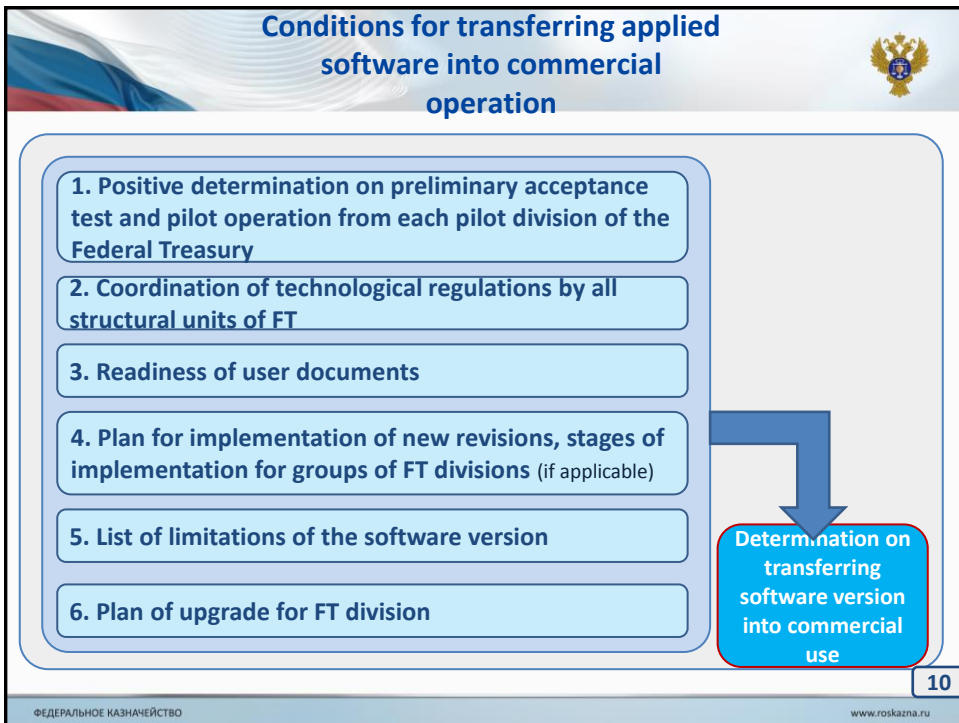 Conditions for transferring applied
software into commercial
operation
1. Positive determination on preliminary acceptance
test and pilot operation from each pilot division of the
Federal Treasury
2. Coordination of technological regulations by all
structural units of FT
3. Readiness of user documents
4. Plan for implementation of new revisions, stages of
implementation for groups of FT divisions (if applicable)
5. List of limitations of the software version
6. Plan of upgrade for FT division
Determination on
transferring
software version
into commercial
use
10
ФЕДЕРАЛЬНОЕ КАЗНАЧЕЙСТВО
www.roskazna.ru